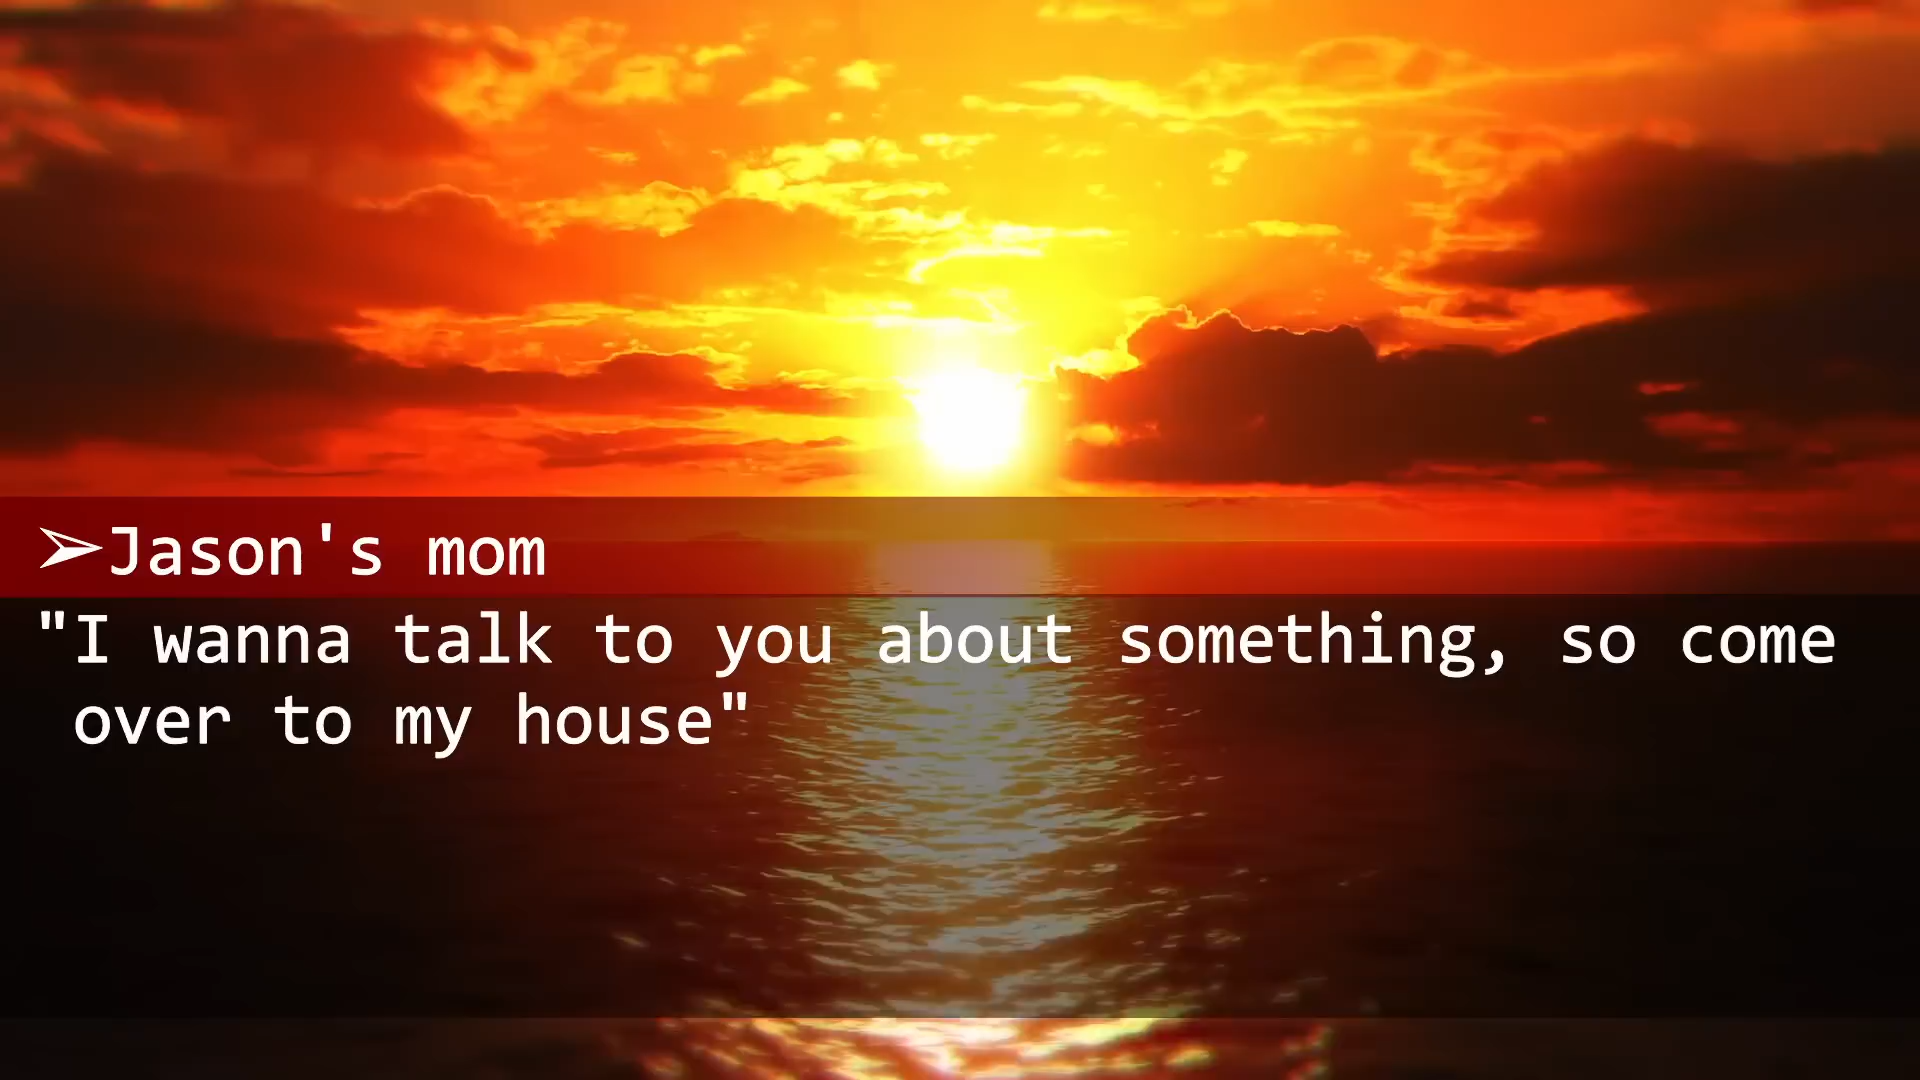 ➢Jason's mom
"I wanna talk to you about something, so come
over to my house"